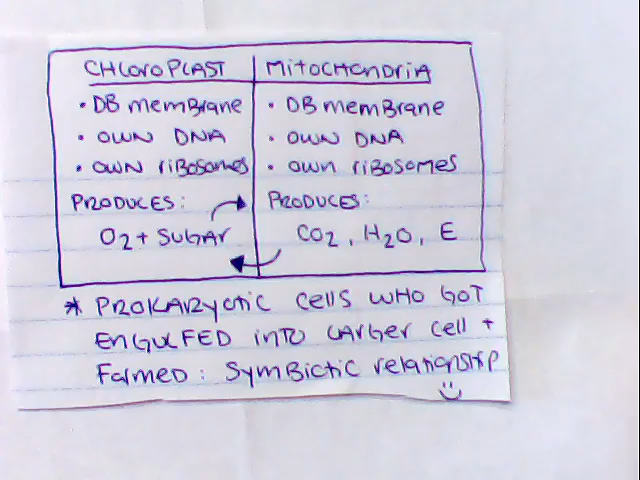 CHLOROPLAST | MITOCHONDRIA
• DB MEMBRANE • DB MEMBRANE
• OWN DNA • OWN DNA
• OWN RIBOSOMES • OWN RIBOSOMES
PRODUCES: PRODUCES:
O2 + SUGAR CO2, H2O, E
* PROKARYOTIC CELLS WHO GOT
ENGULFED INTO LARGER CELL +
FORMED: SYMBIOTIC RELATIONSHIP